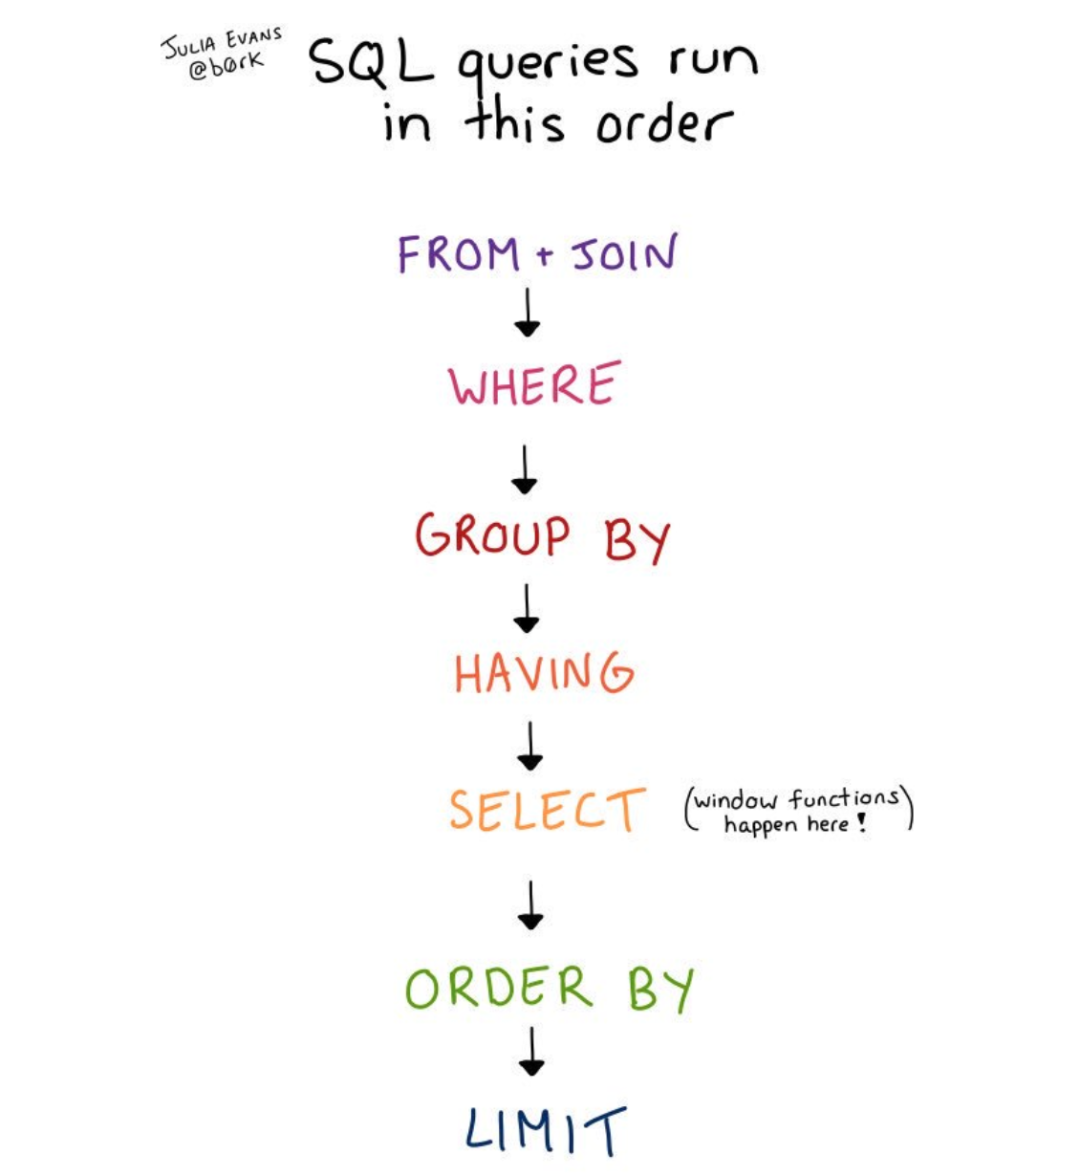 JULIA EVANS
@b0rk
SQL queries run
in this order
FROM + JOIN
WHERE
GROUP BY
HAVING
SELECT (window functions
happen here!)
ORDER BY
LIMIT